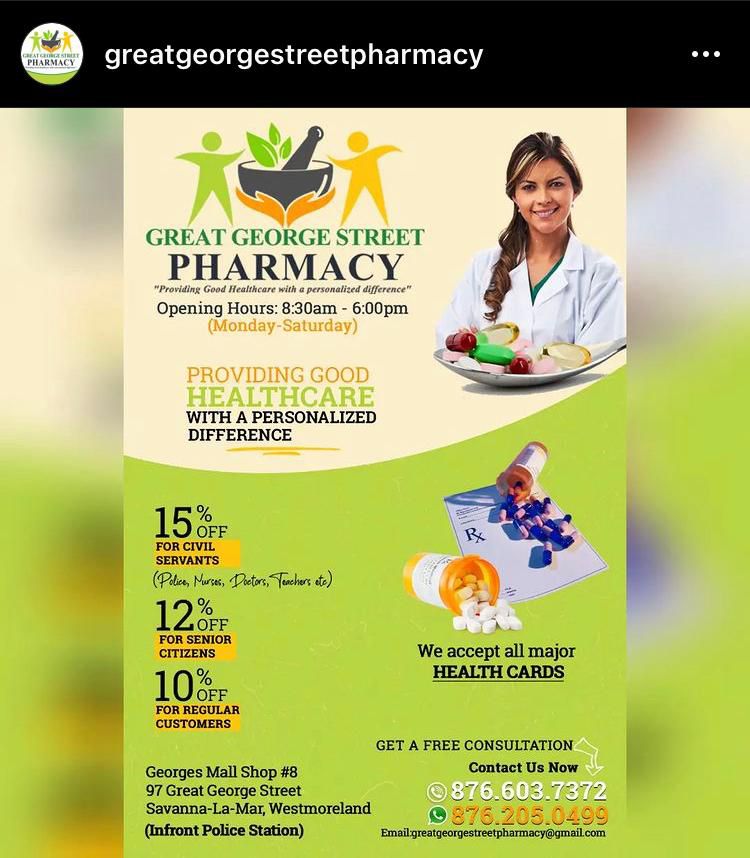 GREAT GEORGE STREET
PHARMACY
greatgeorgestreetpharmacy
GREAT GEORGE STREET
PHARMACY
"Providing Good Healthcare with a personalized difference"
Opening Hours: 8:30am - 6:00pm
(Monday-Saturday)
PROVIDING GOOD
HEALTHCARE
WITH A PERSONALIZED
DIFFERENCE
15% OFF
FOR CIVIL
SERVANTS
(Police, Nurses, Doctors, Teachers etc)
12% OFF
FOR SENIOR
CITIZENS
10% OFF
FOR REGULAR
CUSTOMERS
Rx
We accept all major
HEALTH CARDS
GET A FREE CONSULTATION
Contact Us Now
876.603.7372
876.205.0499
Email:greatgeorgestreetpharmacy@gmail.com
Georges Mall Shop #8
97 Great George Street
Savanna-La-Mar, Westmoreland
(Infront Police Station)